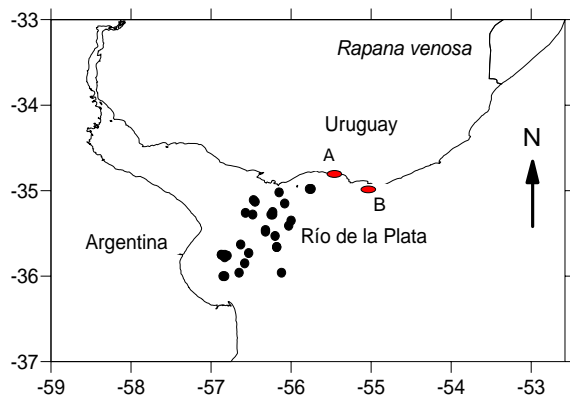 -33
Rapana venosa
-34
Uruguay
A
N
-35
B
Argentina
Río de la Plata
-36
-37
-59
-58
-57
-56
-55
-54
-53